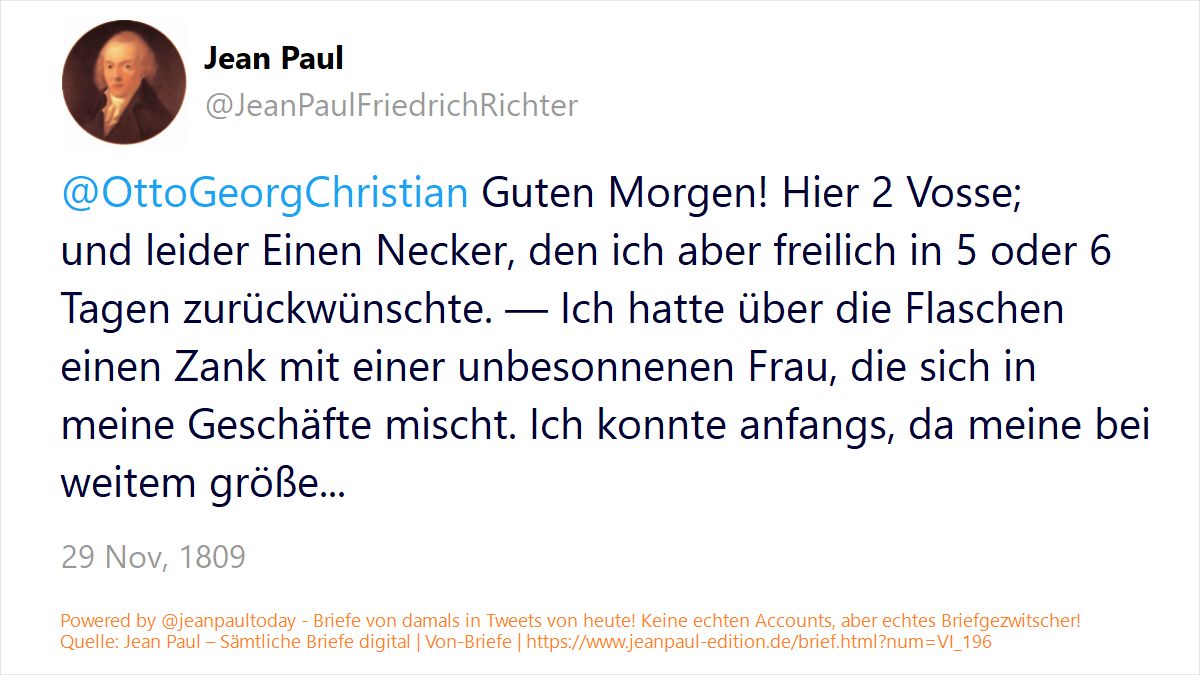 Jean Paul
@JeanPaulFriedrichRichter
@OttoGeorgChristian Guten Morgen! Hier 2 Vosse;
und leider Einen Necker, den ich aber freilich in 5 oder 6
Tagen zurückwünschte. — Ich hatte über die Flaschen
einen Zank mit einer unbesonnenen Frau, die sich in
meine Geschäfte mischt. Ich konnte anfangs, da meine bei
weitem größe...
29 Nov, 1809
Powered by @jeanpaultoday - Briefe von damals in Tweets von heute! Keine echten Accounts, aber echtes Briefgezwitscher!
Quelle: Jean Paul – Sämtliche Briefe digital | Von-Briefe | https://www.jeanpaul-edition.de/brief.html?num=VI_196